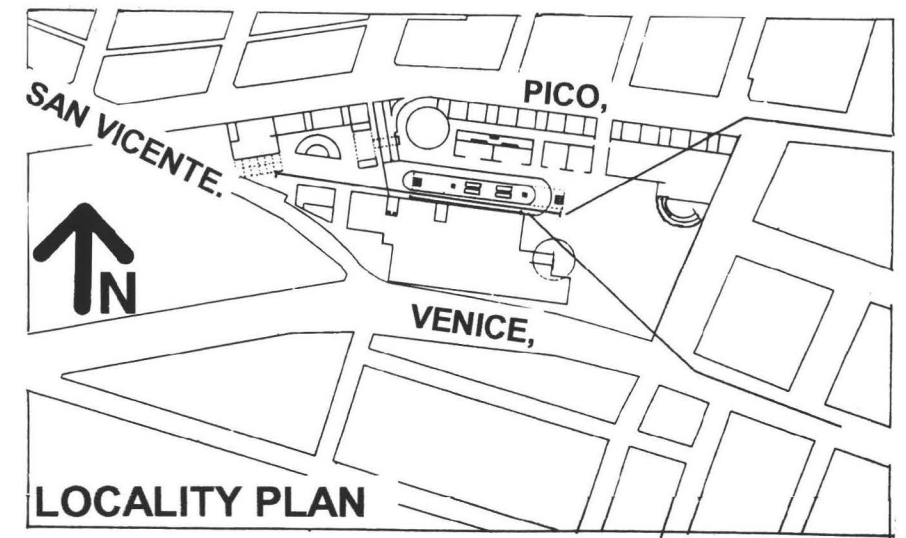 PICO,
SAN VICENTE.
N
VENICE,
LOCALITY PLAN